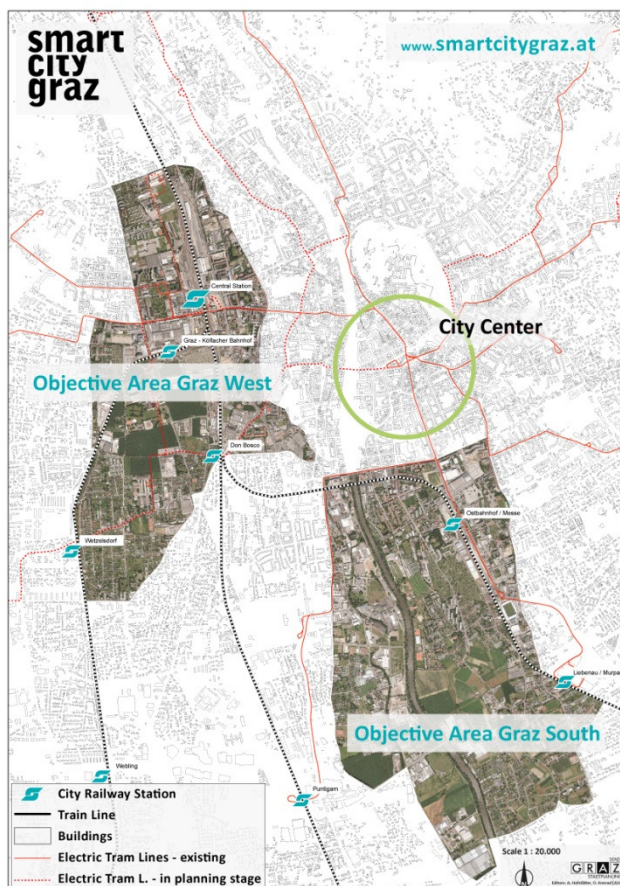 smart
city
graz
www.smartcitygraz.at
Central Station
City Center
Graz - Köflacher Bahnhof
Objective Area Graz West
Don Bosco
Ostbahnhof / Messe
Wetzelsdorf
Liebenau / Murpa
Objective Area Graz South
Webling
Puntigam
City Railway Station
Train Line
Buildings
Electric Tram Lines - existing
Electric Tram L. - in planning stage
Scale 1 : 20.000
GRAZ